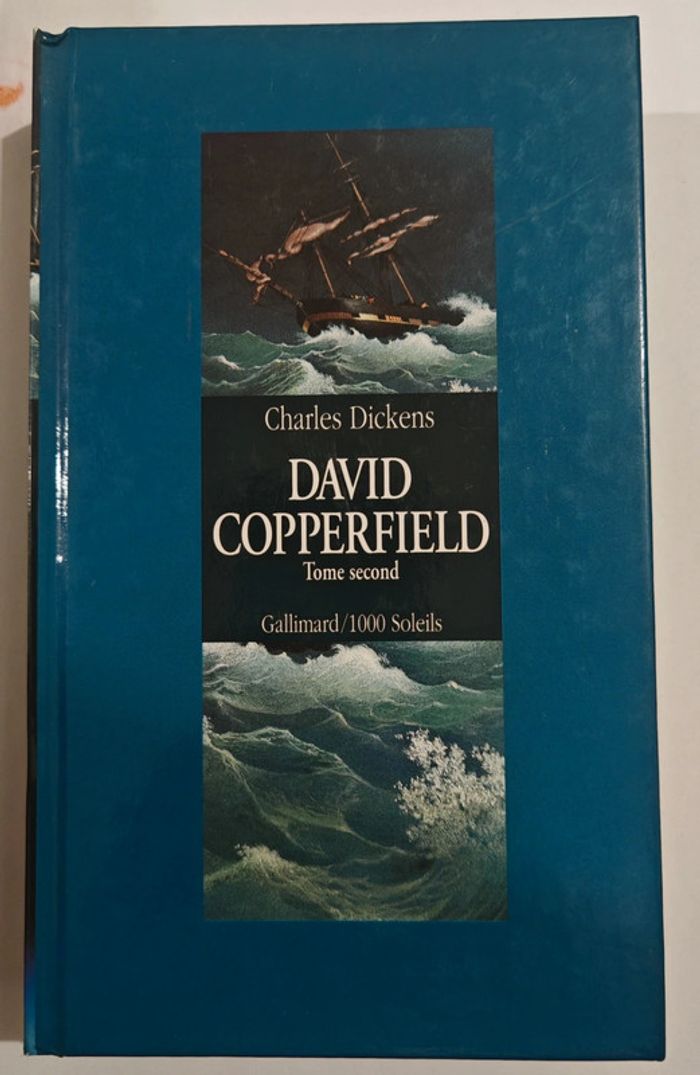 Charles Dickens
DAVID
COPPERFIELD
Tome second
Gallimard/1000 Soleils